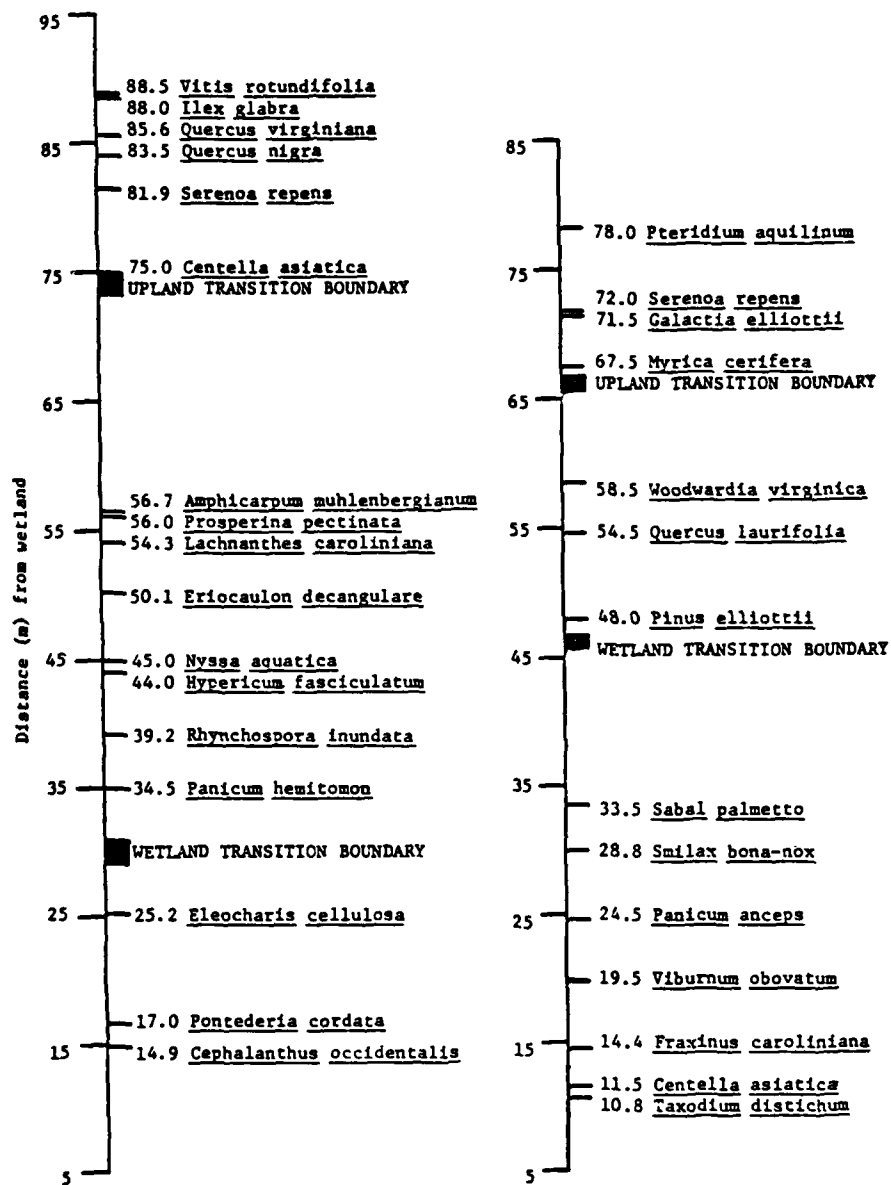 95
88.5 Vitis rotundifolia
88.0 Ilex glabra
85.6 Quercus virginiana
85
83.5 Quercus nigra
81.9 Serenoa repens
75.0 Centella asiatica
75
UPLAND TRANSITION BOUNDARY
65
56.7 Amphicarpum muhlenbergianum
56.0 Prosperina pectinata
55
54.3 Lachnanthes caroliniana
50.1 Eriocaulon decangulare
45
45.0 Nyssa aquatica
44.0 Hypericum fasciculatum
39.2 Rhynchospora inundata
35
34.5 Panicum hemitomon
WETLAND TRANSITION BOUNDARY
25
25.2 Eleocharis cellulosa
17.0 Pontederia cordata
15
14.9 Cephalanthus occidentalis
5
Distance (m) from wetland
85
78.0 Pteridium aquilinum
75
72.0 Serenoa repens
71.5 Galactia elliottii
67.5 Myrica cerifera
UPLAND TRANSITION BOUNDARY
65
58.5 Woodwardia virginica
55
54.5 Quercus laurifolia
48.0 Pinus elliottii
WETLAND TRANSITION BOUNDARY
45
35
33.5 Sabal palmetto
28.8 Smilax bona-nox
25
24.5 Panicum anceps
19.5 Viburnum obovatum
15
14.4 Fraxinus caroliniana
11.5 Centella asiatica
10.8 Taxodium distichum
5